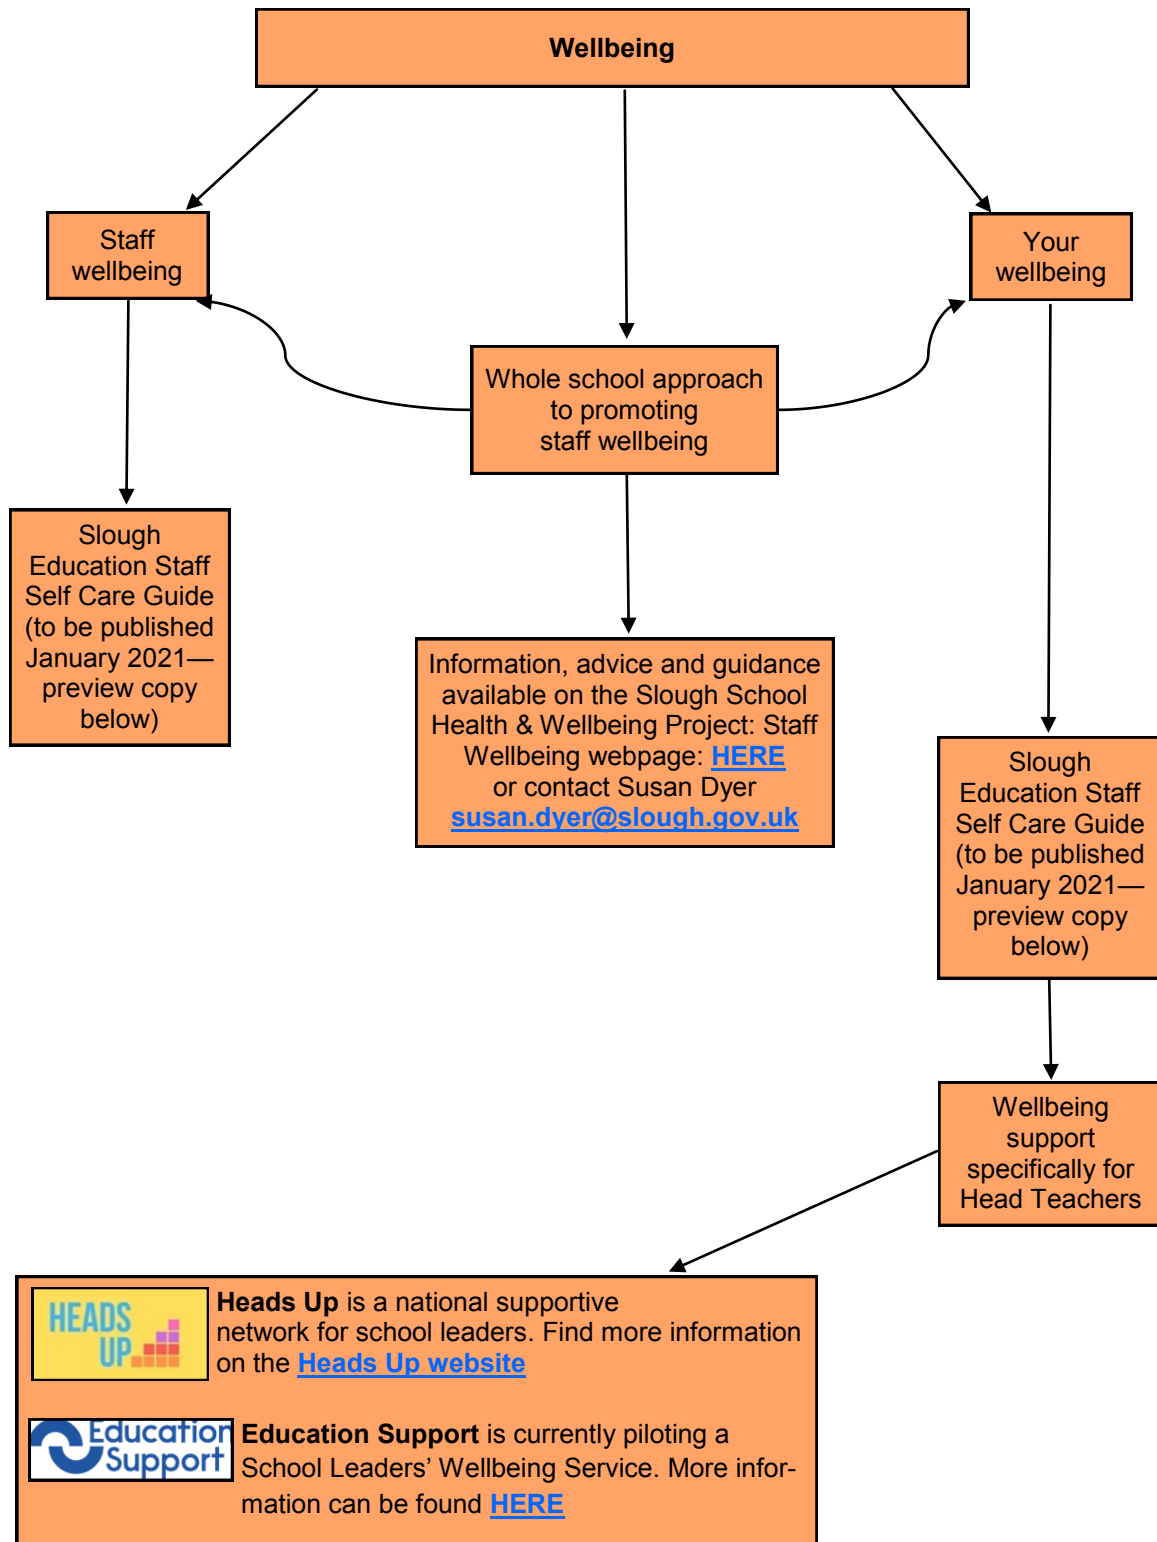 Wellbeing
Staff
wellbeing
Your
wellbeing
Whole school approach
to promoting
staff wellbeing
Slough
Education Staff
Self Care Guide
(to be published
January 2021—
preview copy
below)
Information, advice and guidance
available on the Slough School
Health & Wellbeing Project: Staff
Wellbeing webpage: HERE
or contact Susan Dyer
susan.dyer@slough.gov.uk
Slough
Education Staff
Self Care Guide
(to be published
January 2021—
preview copy
below)
Wellbeing
support
specifically for
Head Teachers
HEADS
UP
Heads Up is a national supportive
network for school leaders. Find more information
on the Heads Up website
Education
Support
Education Support is currently piloting a
School Leaders’ Wellbeing Service. More infor-
mation can be found HERE